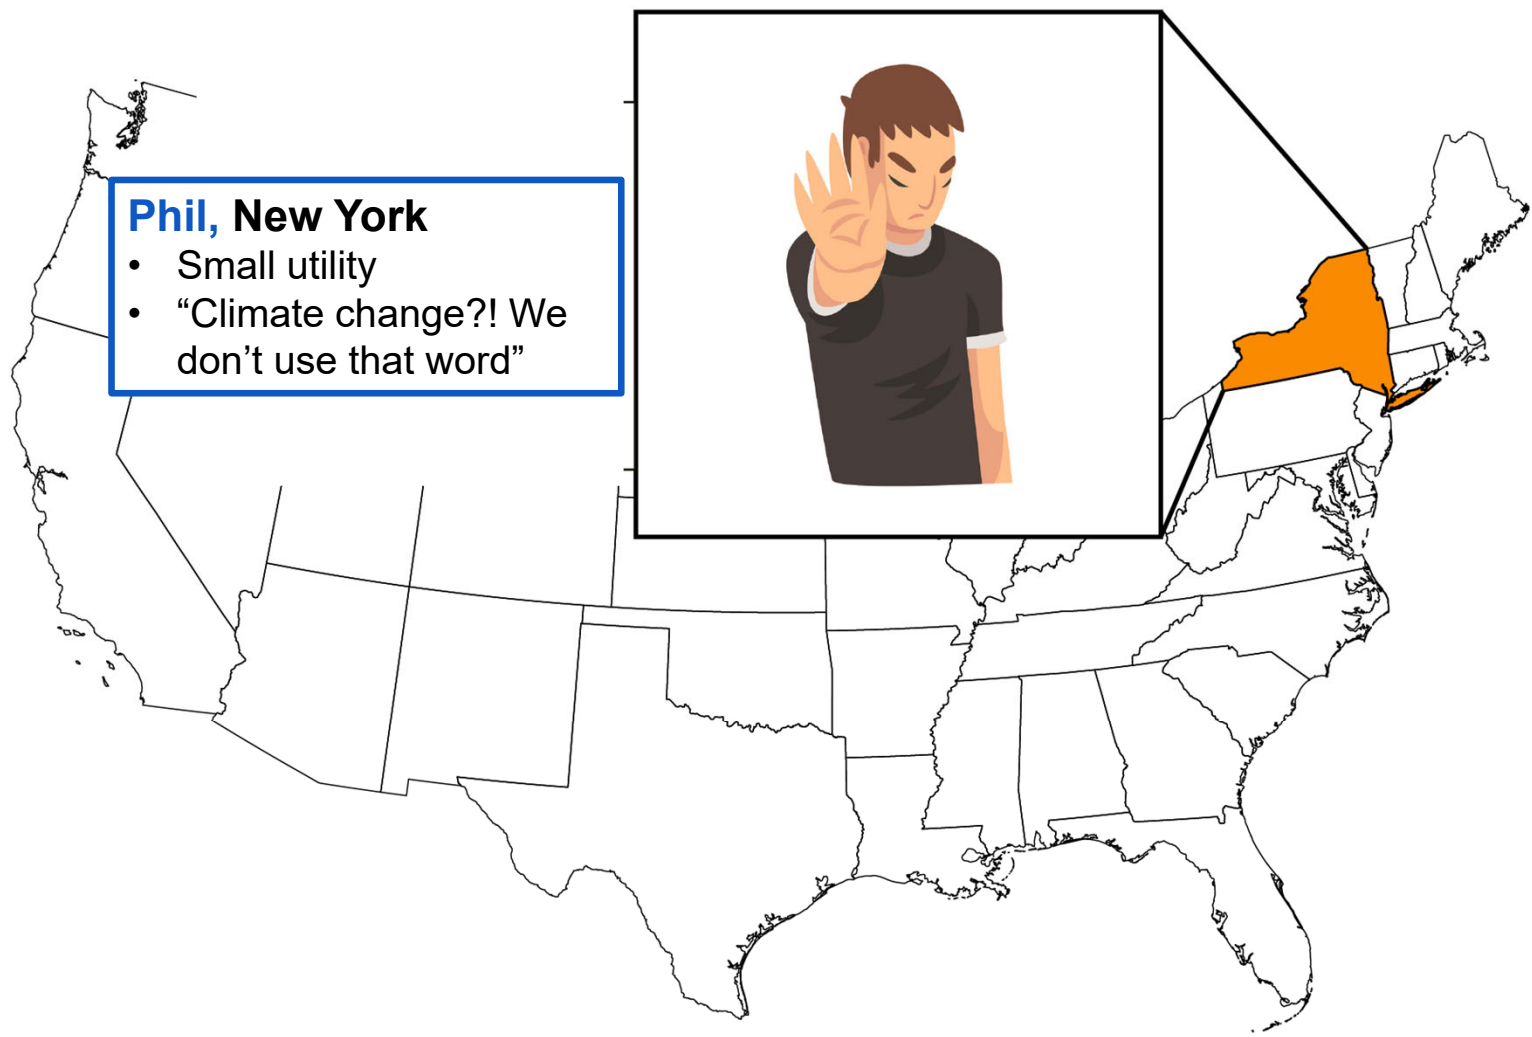 Phil, New York
• Small utility
• “Climate change?! We
don’t use that word”